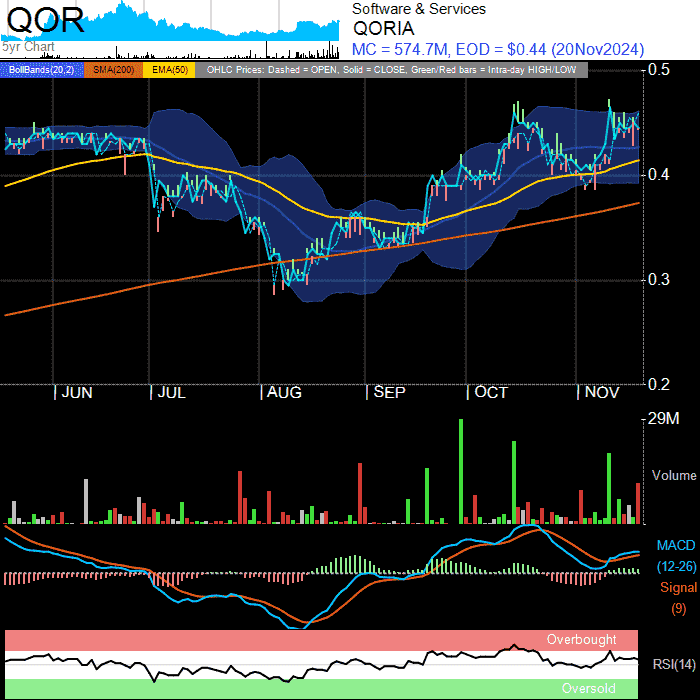 QOR
5yr Chart
Software & Services
QORIA
MC = 574.7M, EOD = $0.44 (20Nov2024)
BollBands(20,2) SMA(200) EMA(50) OHLC Prices: Dashed = OPEN, Solid = CLOSE, Green/Red bars = Intra-day HIGH/LOW
0.5
0.4
0.3
0.2
JUN JUL AUG SEP OCT NOV
29M
Volume
MACD
(12-26)
Signal
(9)
Overbought
RSI(14)
Oversold